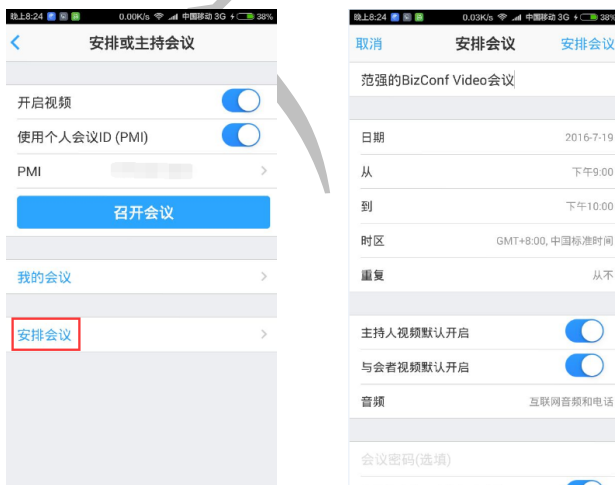 晚上8:24 0.00K/s 中国移动 3G 38%
安排或主持会议
开启视频
使用个人会议ID (PMI)
PMI
召开会议
我的会议
安排会议
晚上8:24 0.03K/s 中国移动 3G 38%
取消 安排会议 安排会议
范强的BizConf Video会议
日期 2016-7-19
从 下午9:00
到 下午10:00
时区 GMT+8:00, 中国标准时间
重复 从不
主持人视频默认开启
与会者视频默认开启
音频 互联网音频和电话
会议密码(选填)